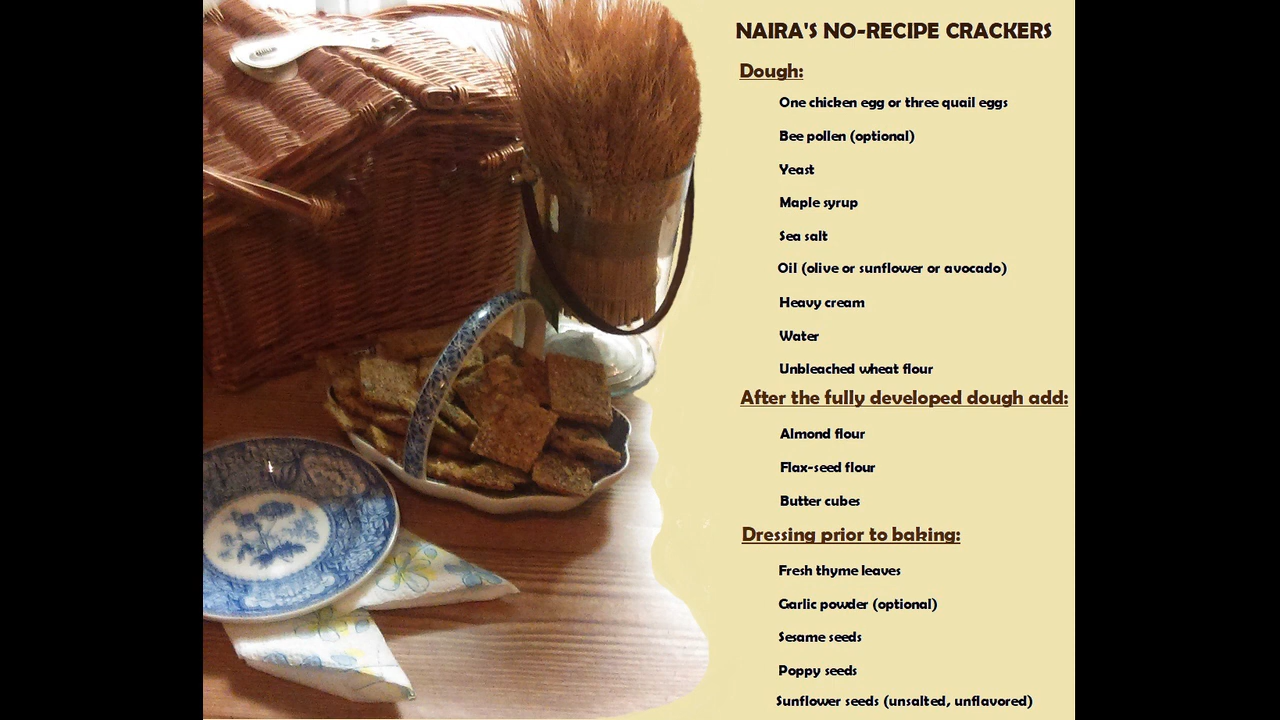 NAIRA'S NO-RECIPE CRACKERS
Dough:
One chicken egg or three quail eggs
Bee pollen (optional)
Yeast
Maple syrup
Sea salt
Oil (olive or sunflower or avocado)
Heavy cream
Water
Unbleached wheat flour
After the fully developed dough add:
Almond flour
Flax-seed flour
Butter cubes
Dressing prior to baking:
Fresh thyme leaves
Garlic powder (optional)
Sesame seeds
Poppy seeds
Sunflower seeds (unsalted, unflavored)